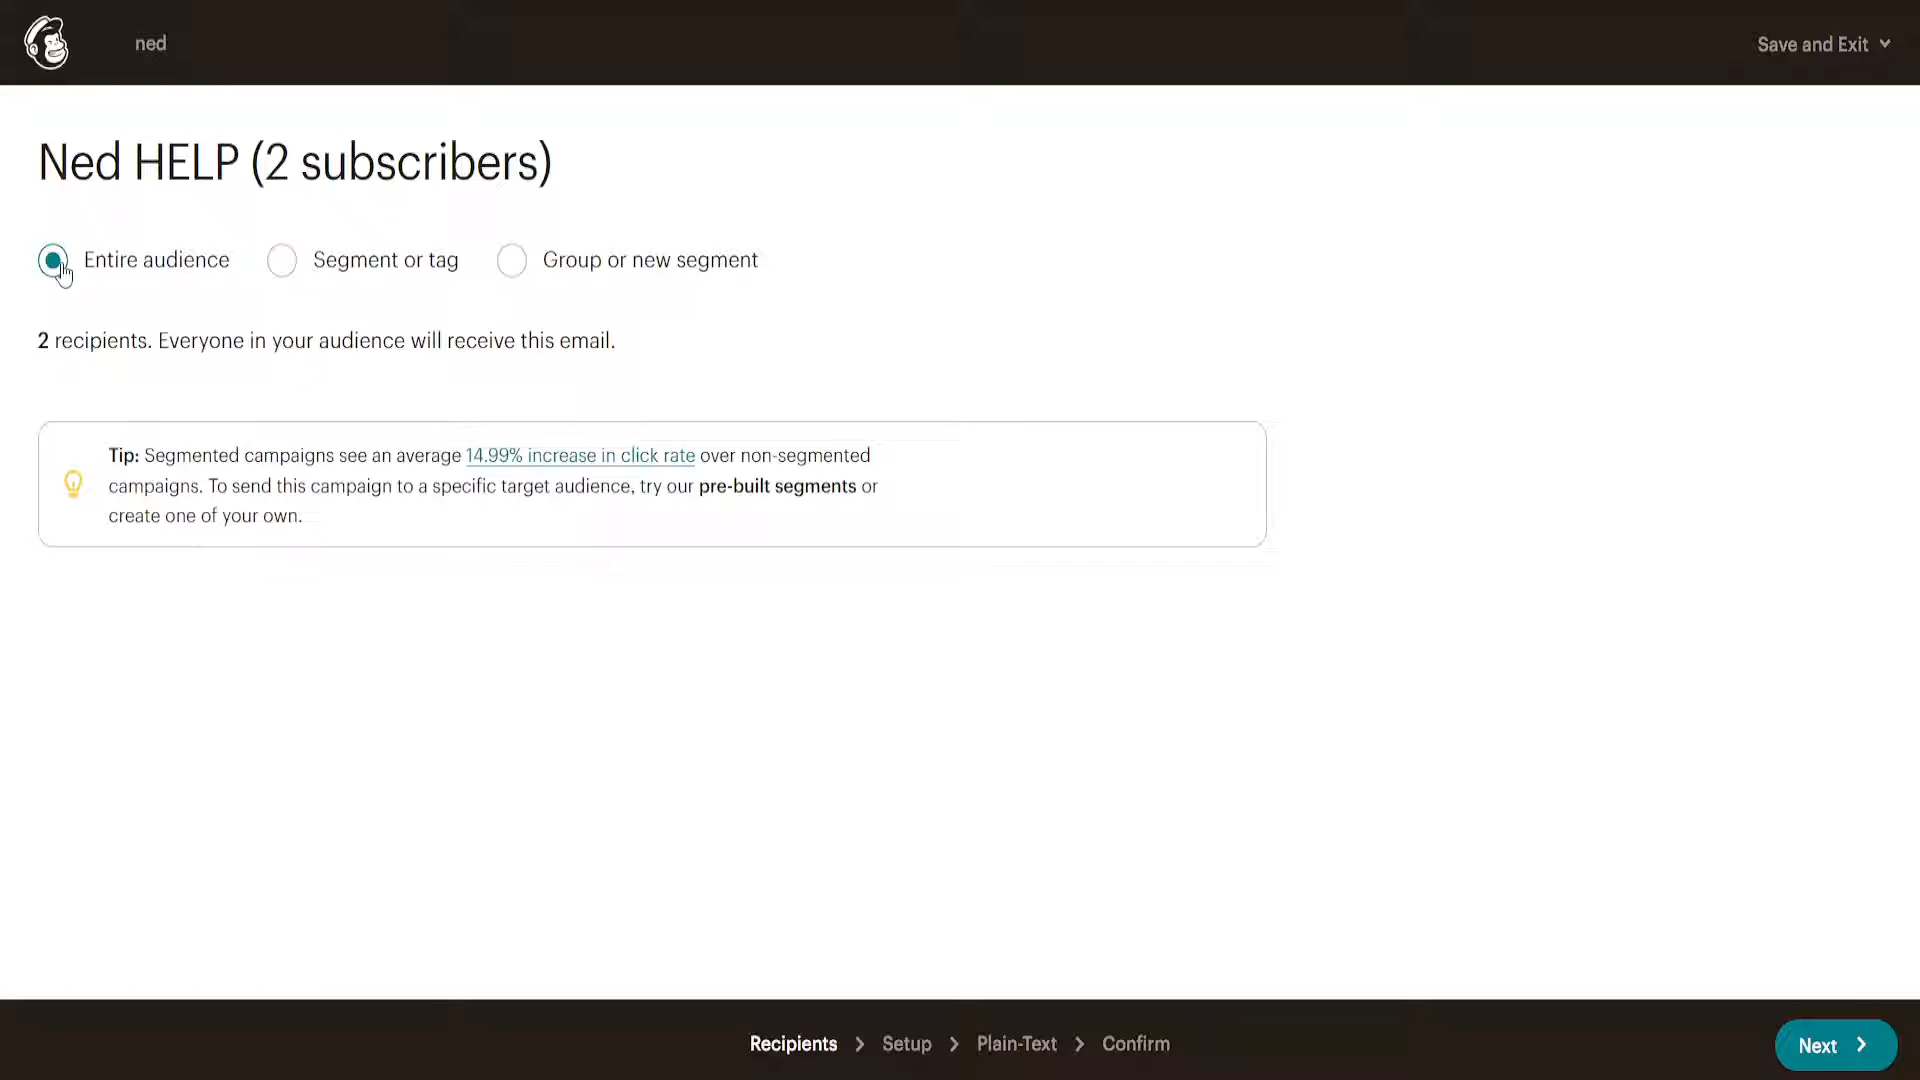 ned
Save and Exit
Ned HELP (2 subscribers)
Entire audience
Segment or tag
Group or new segment
2 recipients. Everyone in your audience will receive this email.
Tip: Segmented campaigns see an average 14.99% increase in click rate over non-segmented
campaigns. To send this campaign to a specific target audience, try our pre-built segments or
create one of your own.
Recipients > Setup > Plain-Text > Confirm
Next >